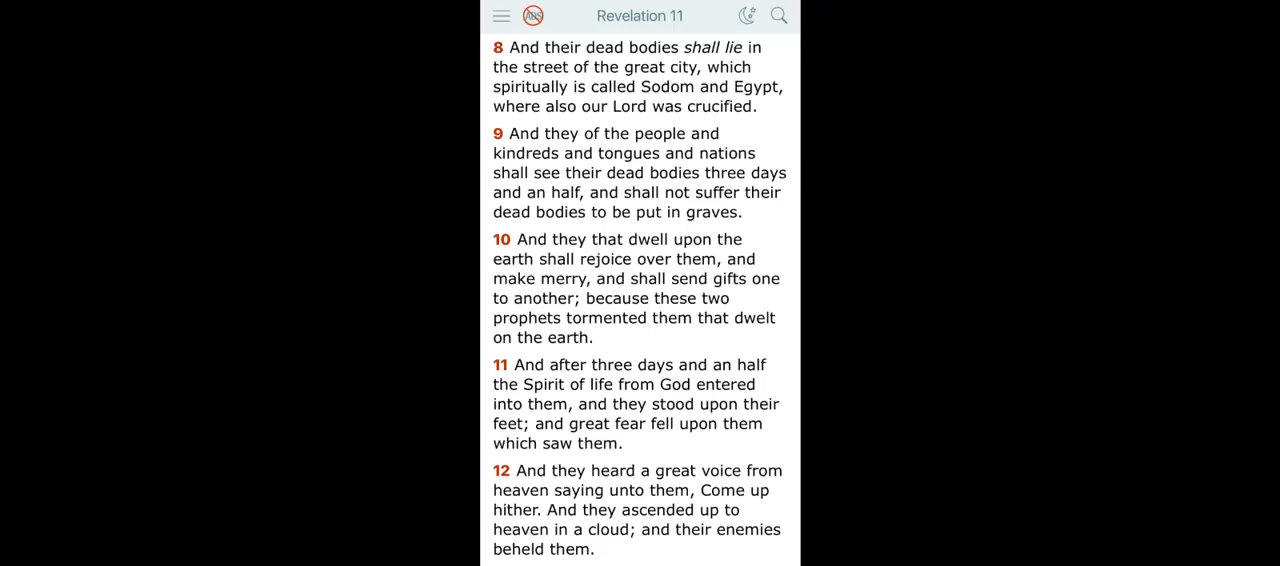 ADS
Revelation 11
8 And their dead bodies shall lie in
the street of the great city, which
spiritually is called Sodom and Egypt,
where also our Lord was crucified.
9 And they of the people and
kindreds and tongues and nations
shall see their dead bodies three days
and an half, and shall not suffer their
dead bodies to be put in graves.
10 And they that dwell upon the
earth shall rejoice over them, and
make merry, and shall send gifts one
to another; because these two
prophets tormented them that dwelt
on the earth.
11 And after three days and an half
the Spirit of life from God entered
into them, and they stood upon their
feet; and great fear fell upon them
which saw them.
12 And they heard a great voice from
heaven saying unto them, Come up
hither. And they ascended up to
heaven in a cloud; and their enemies
beheld them.